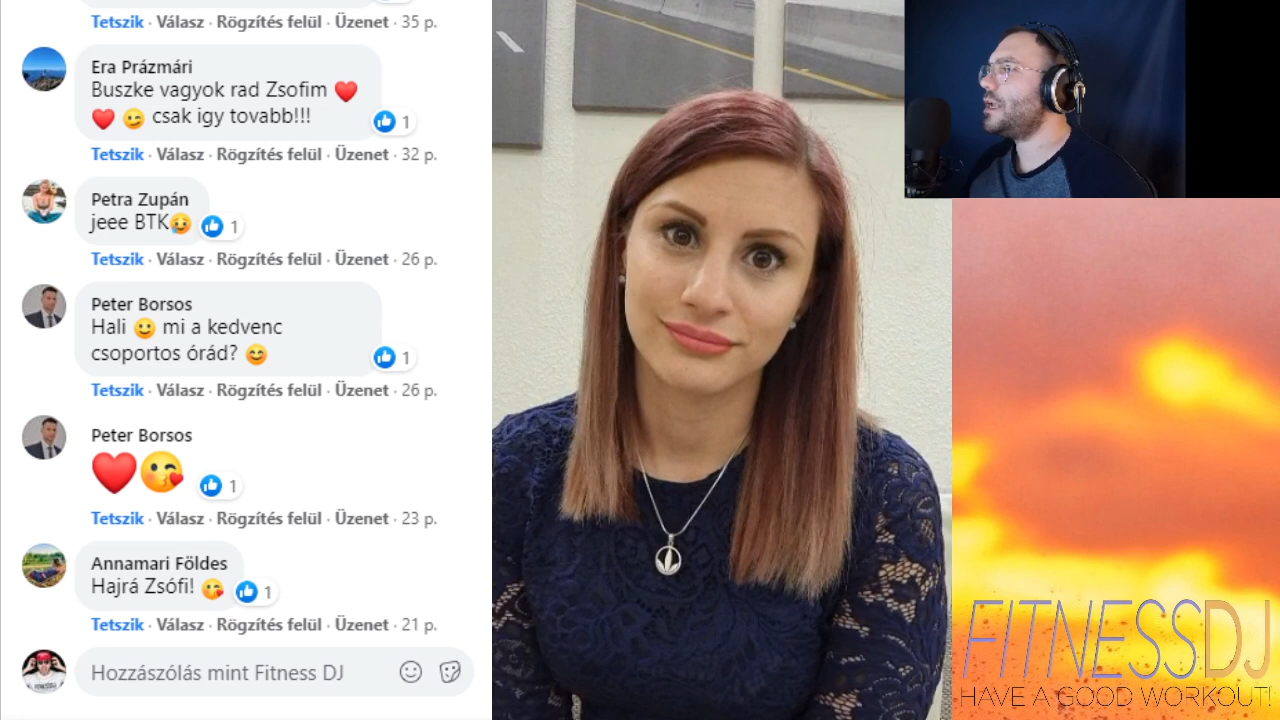 Tetszik · Válasz · Rögzítés felül · Üzenet · 35 p.
Era Prázmári
Buszke vagyok rad Zsofim ❤️
❤️ 😉 csak igy tovabb!!!
1
Tetszik · Válasz · Rögzítés felül · Üzenet · 32 p.
Petra Zupán
jeee BTK😥
1
Tetszik · Válasz · Rögzítés felül · Üzenet · 26 p.
Peter Borsos
Hali 🙂 mi a kedvenc
csoportos órád? 😊
1
Tetszik · Válasz · Rögzítés felül · Üzenet · 26 p.
Peter Borsos
❤️😘
1
Tetszik · Válasz · Rögzítés felül · Üzenet · 23 p.
Annamari Földes
Hajrá Zsófi! 😘
1
Tetszik · Válasz · Rögzítés felül · Üzenet · 21 p.
Hozzászólás mint Fitness DJ
FITNESSDJ
HAVE A GOOD WORKOUT!